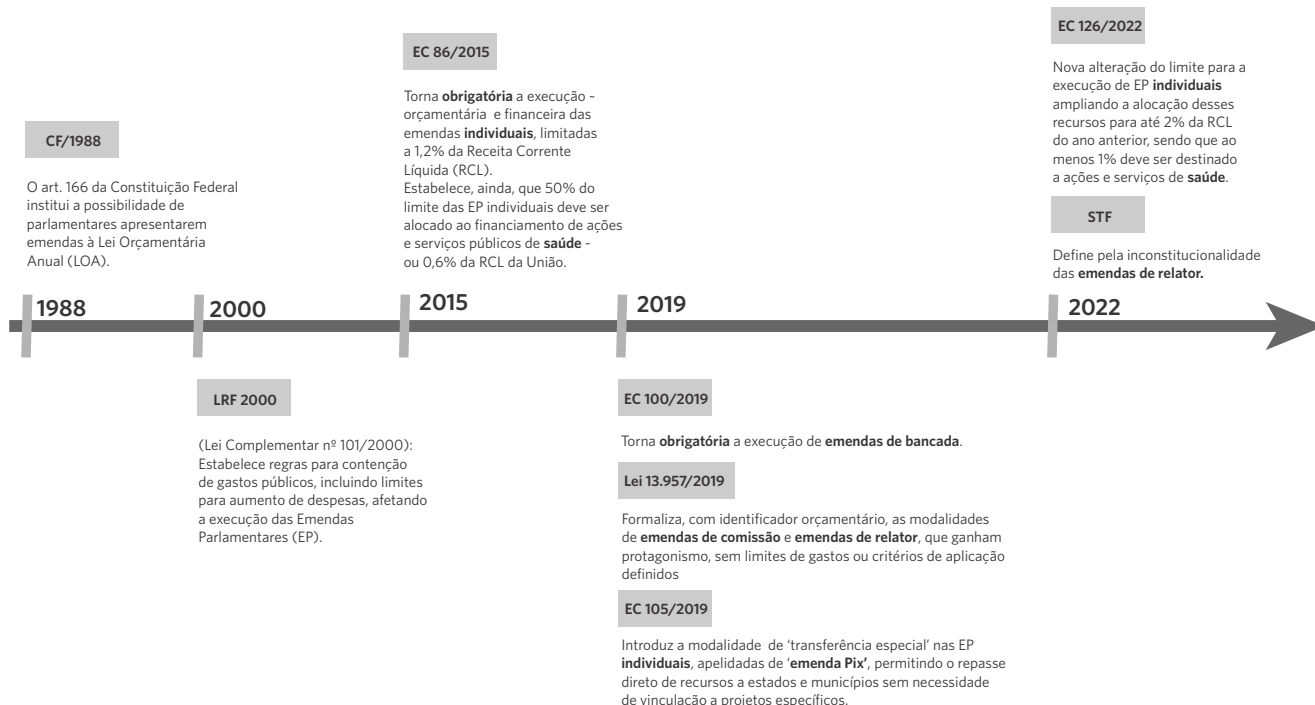 CF/1988
O art. 166 da Constituição Federal
institui a possibilidade de
parlamentares apresentarem
emendas à Lei Orçamentária
Anual (LOA).
1988
LRF 2000
(Lei Complementar nº 101/2000):
Estabelece regras para contenção
de gastos públicos, incluindo limites
para aumento de despesas, afetando
a execução das Emendas
Parlamentares (EP).
2000
EC 86/2015
Torna obrigatória a execução -
orçamentária e financeira das
emendas individuais, limitadas
a 1,2% da Receita Corrente
Líquida (RCL).
Estabelece, ainda, que 50% do
limite das EP individuais deve ser
alocado ao financiamento de ações
e serviços públicos de saúde -
ou 0,6% da RCL da União.
2015
2019
EC 100/2019
Torna obrigatória a execução de emendas de bancada.
Lei 13.957/2019
Formaliza, com identificador orçamentário, as modalidades
de emendas de comissão e emendas de relator, que ganham
protagonismo, sem limites de gastos ou critérios de aplicação
definidos
EC 105/2019
Introduz a modalidade de ‘transferência especial’ nas EP
individuais, apelidadas de ‘emenda Pix’, permitindo o repasse
direto de recursos a estados e municípios sem necessidade
de vinculação a projetos específicos.
EC 126/2022
Nova alteração do limite para a
execução de EP individuais
ampliando a alocação desses
recursos para até 2% da RCL
do ano anterior, sendo que ao
menos 1% deve ser destinado
a ações e serviços de saúde.
STF
Define pela inconstitucionalidade
das emendas de relator.
2022